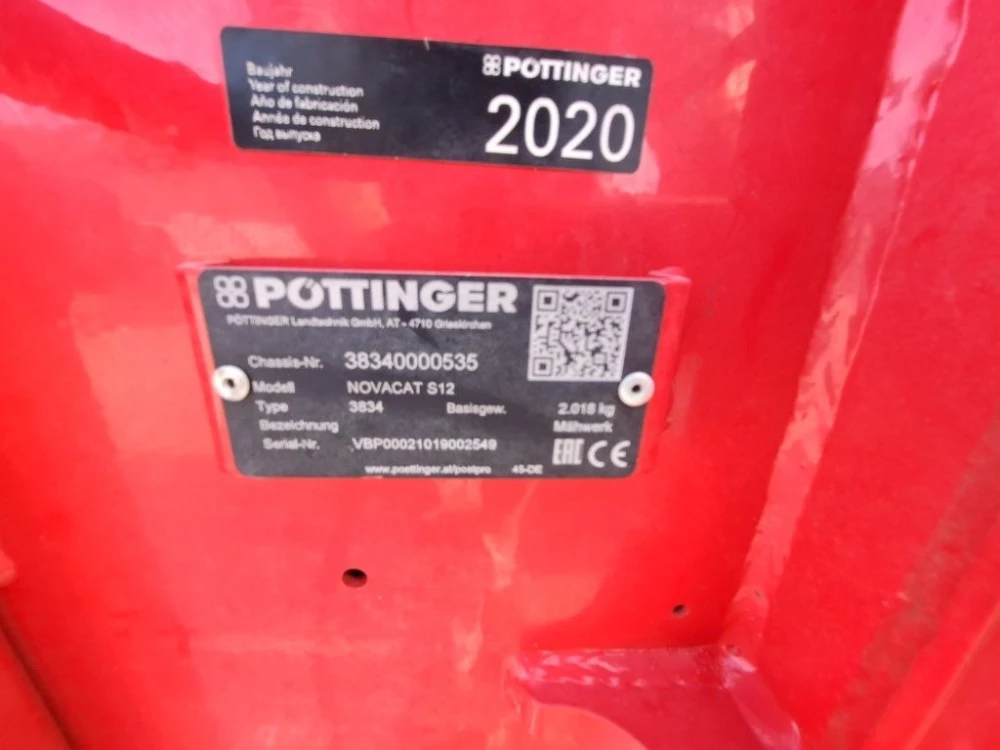 Baujahr
Year of construction
Año de fabricación
Année de construction
Год выпуска
PÖTTINGER
2020
PÖTTINGER
PÖTTINGER Landtechnik GmbH, AT - 4710 Grieskirchen
Chassis-Nr. 38340000535
Modell NOVACAT S12
Type 3834 Basisgew. 2.018 kg
Bezeichnung Mähwerk
Serial-Nr. VBP00021019002549
EAC CE
www.poettinger.at/poetpro 45-DE